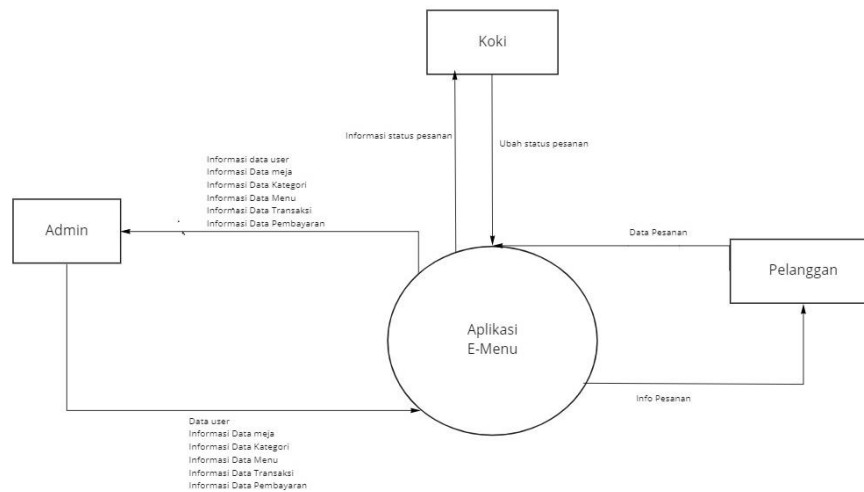 Koki
Informasi status pesanan
Ubah status pesanan
Informasi data user
Informasi Data meja
Informasi Data Kategori
Informasi Data Menu
Informasi Data Transaksi
Informasi Data Pembayaran
Admin
Data Pesanan
Pelanggan
Aplikasi
E-Menu
Info Pesanan
Data user
Informasi Data meja
Informasi Data Kategori
Informasi Data Menu
Informasi Data Transaksi
Informasi Data Pembayaran